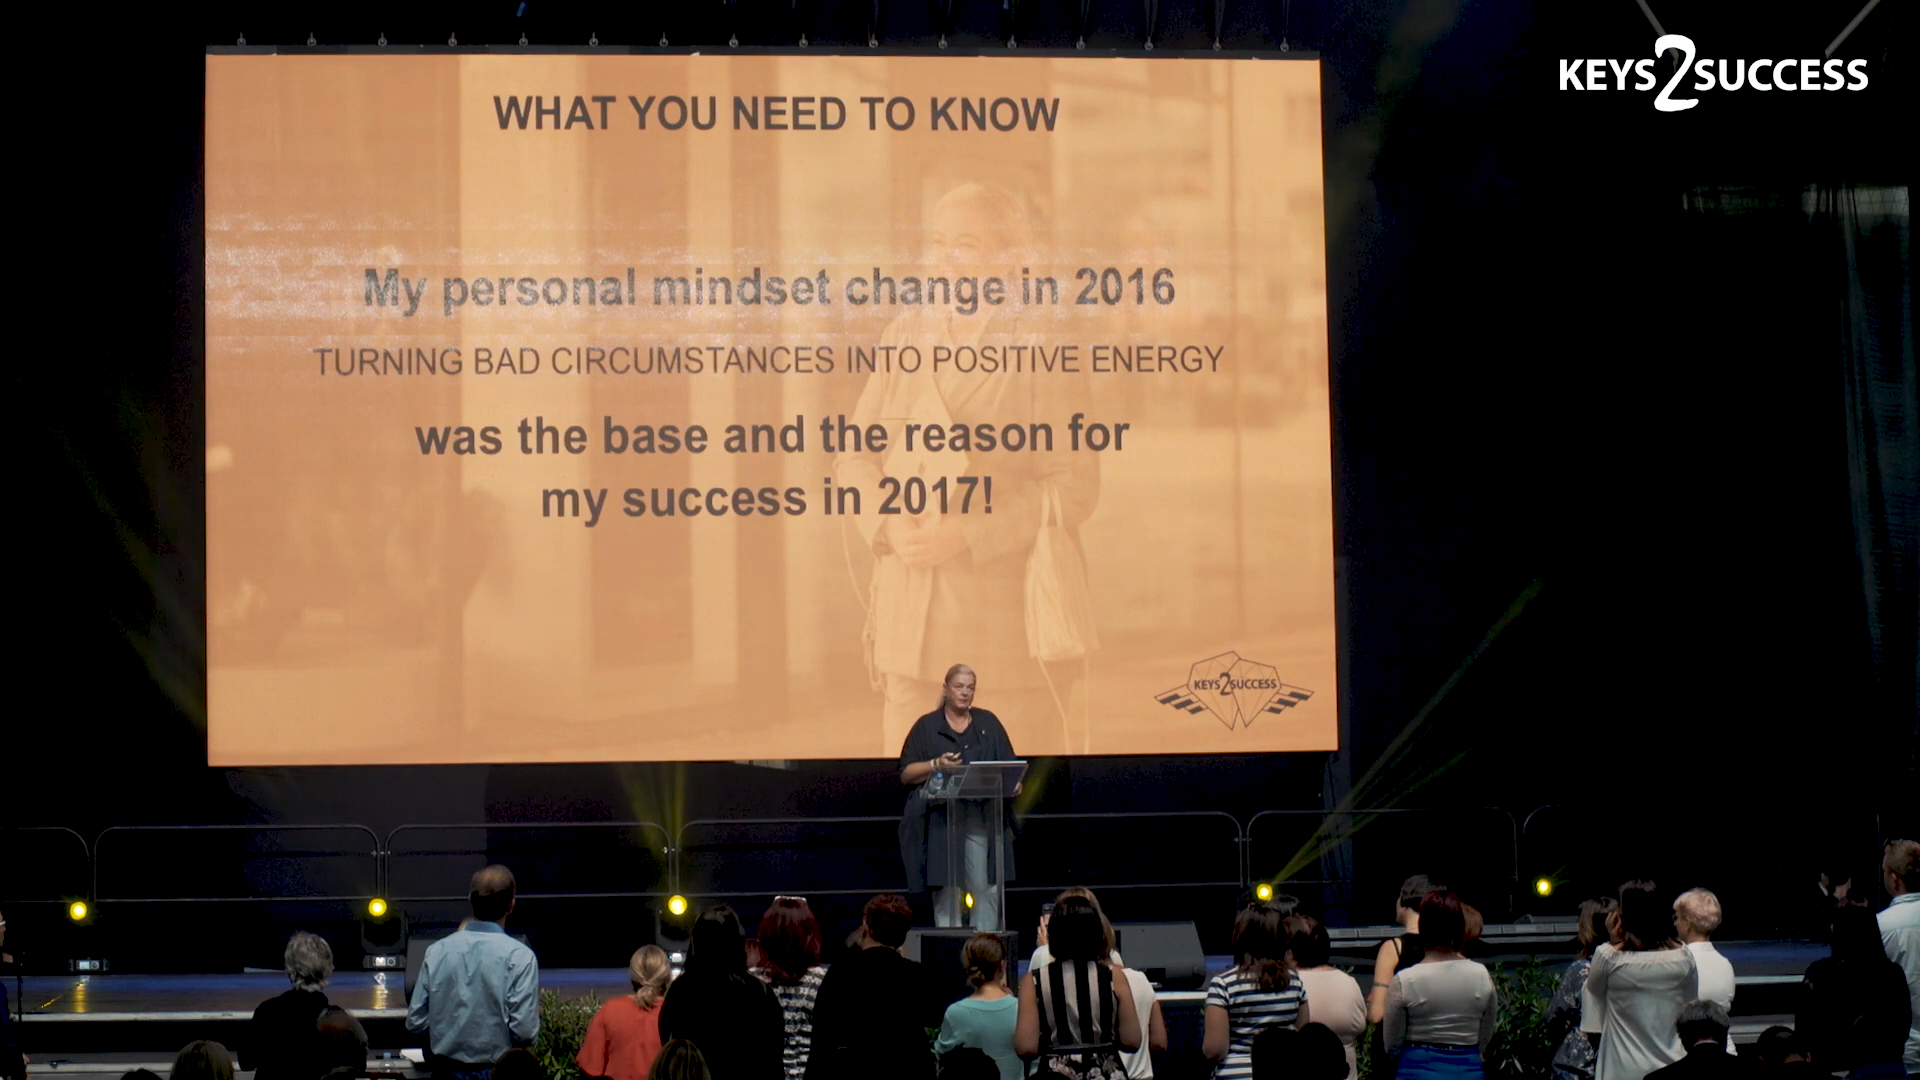 KEYS2SUCCESS
WHAT YOU NEED TO KNOW
My personal mindset change in 2016
TURNING BAD CIRCUMSTANCES INTO POSITIVE ENERGY
was the base and the reason for
my success in 2017!
KEYS2SUCCESS